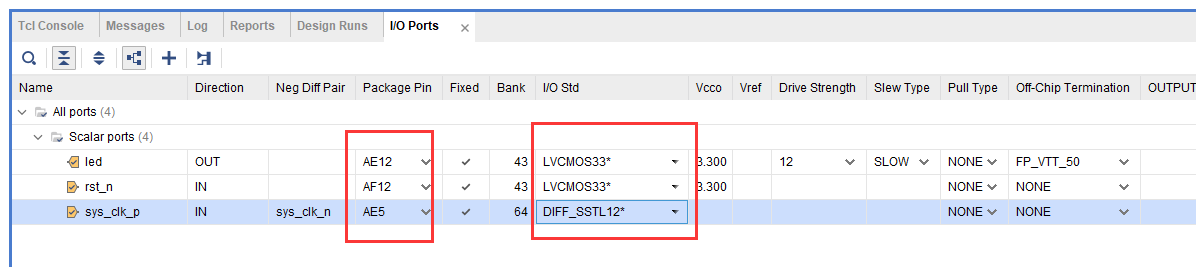 Tcl Console Messages Log Reports Design Runs I/O Ports ×
Name Direction Neg Diff Pair Package Pin Fixed Bank I/O Std Vcco Vref Drive Strength Slew Type Pull Type Off-Chip Termination OUTPUT
All ports (4)
Scalar ports (4)
led OUT AE12 43 LVCMOS33* 3.300 12 SLOW NONE FP_VTT_50
rst_n IN AF12 43 LVCMOS33* 3.300 NONE NONE
sys_clk_p IN sys_clk_n AE5 64 DIFF_SSTL12* NONE NONE